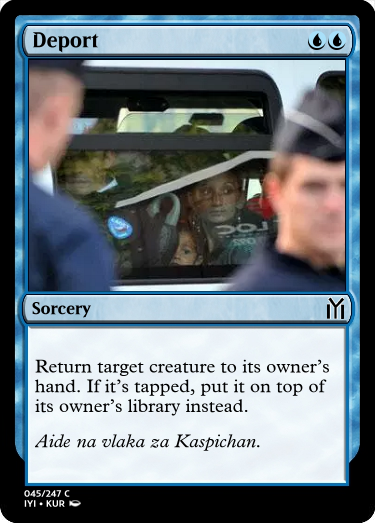 Deport
Sorcery
Return target creature to its owner's
hand. If it's tapped, put it on top of
its owner's library instead.
Aide na vlaka za Kaspichan.
045/247 C
IYI • KUR